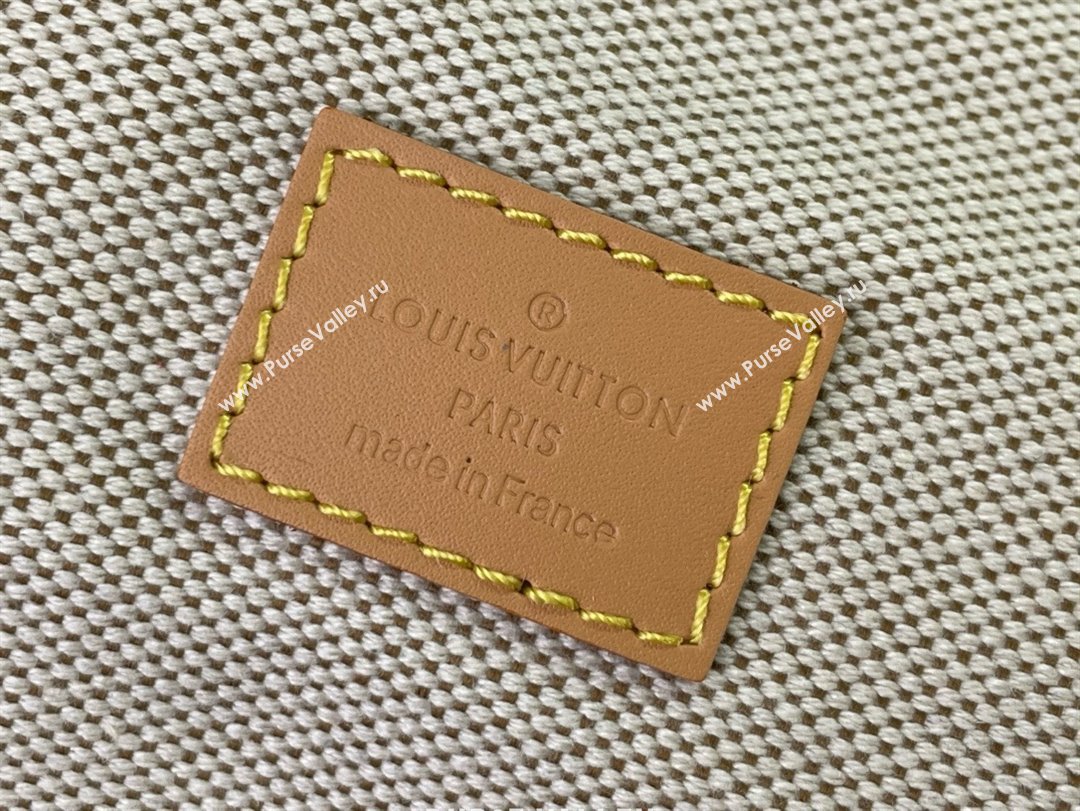 ®
LOUIS VUITTON
PARIS
made in France
www.PurseValley.ru
www.PurseValley.ru